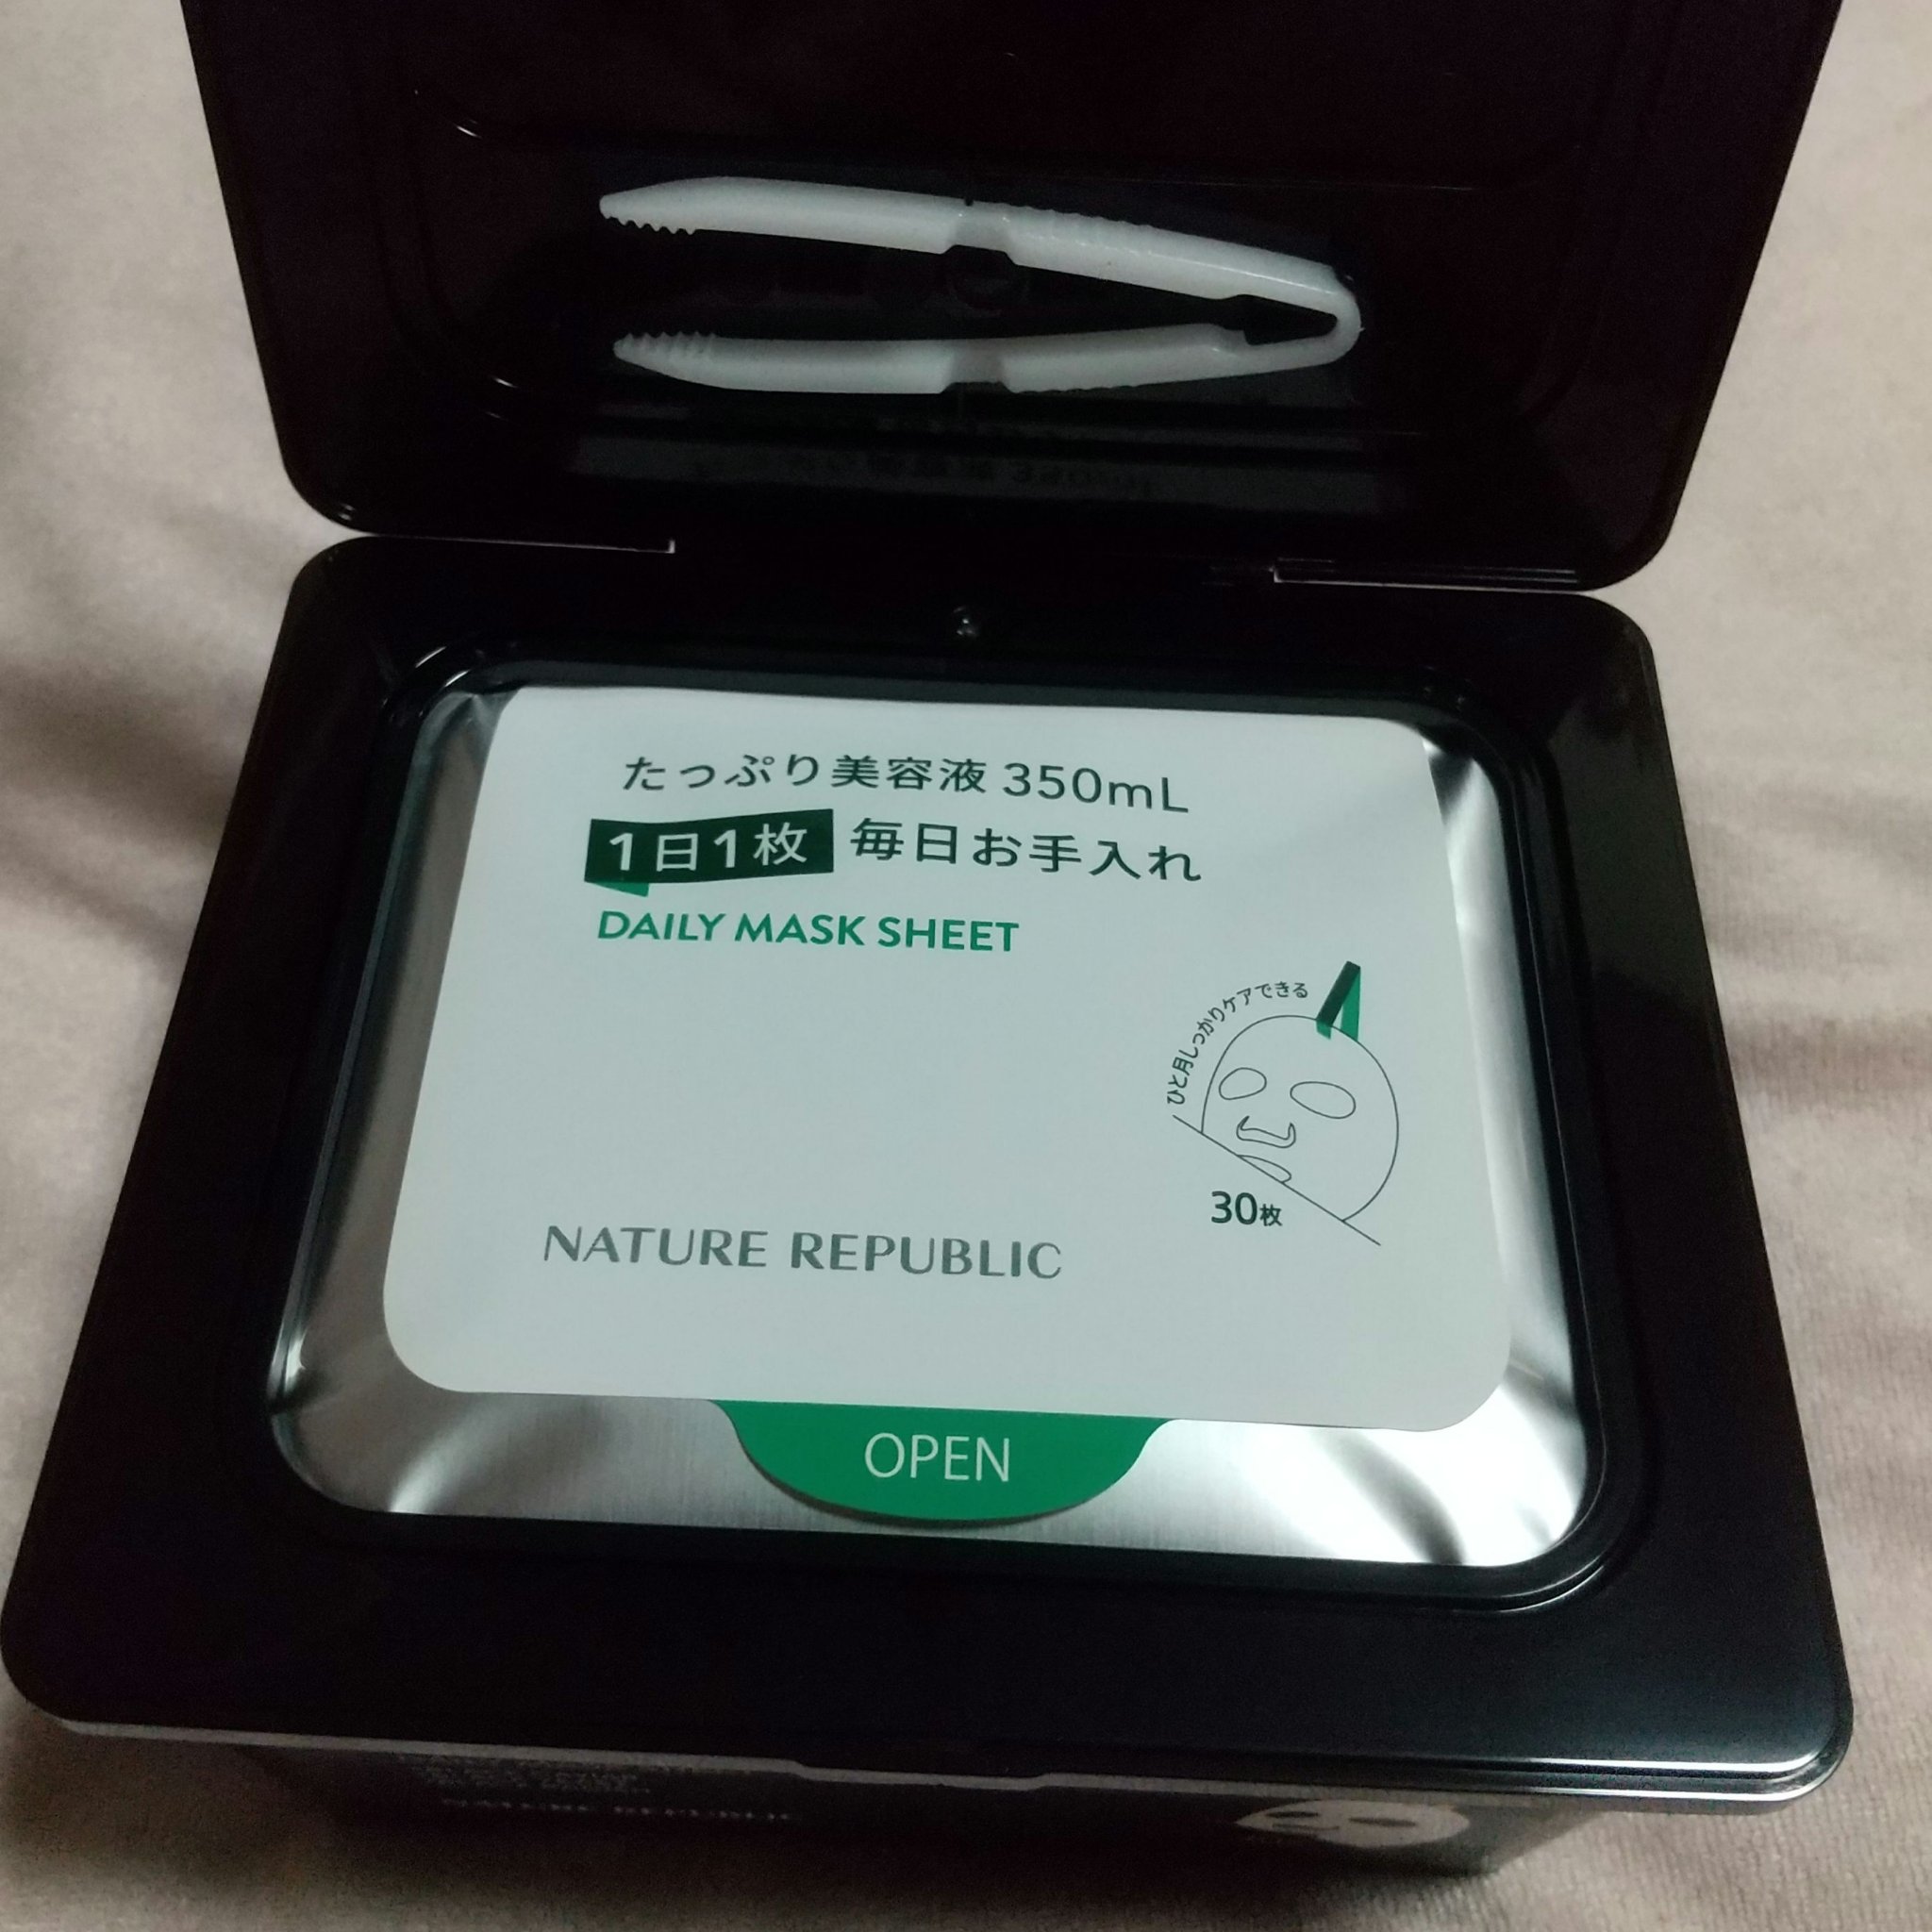 たっぷり美容液 350mL
1日1枚 毎日お手入れ
DAILY MASK SHEET
ひと月しっかりケアできる
30枚
NATURE REPUBLIC
OPEN
NATURE REPUBLIC